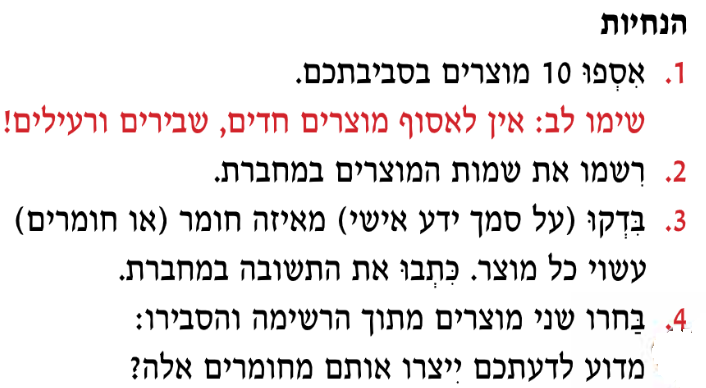 הנחיות
1. אִסְפוּ 10 מוצרים בסביבתכם.
שימו לב: אין לאסוף מוצרים חדים, שבירים ורעילים!
2. רִשמו את שמות המוצרים במחברת.
3. בִּדְקוּ (על סמך ידע אישי) מאיזה חומר (או חומרים)
עשוי כל מוצר. כִּתְבוּ את התשובה במחברת.
4. בַּחרו שני מוצרים מתוך הרשימה והסבירו:
מדוע לדעתכם יִיצרו אותם מחומרים אלה?